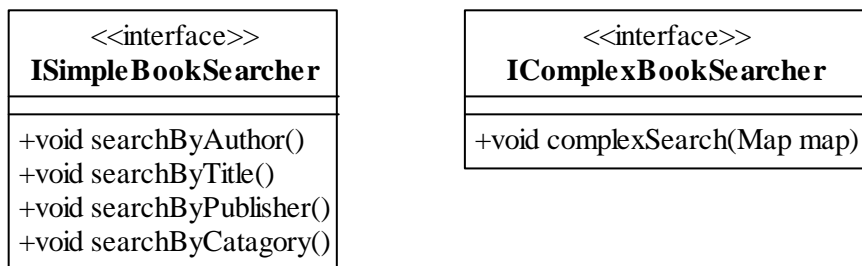 <<interface>>
ISimpleBookSearcher
+void searchByAuthor()
+void searchByTitle()
+void searchByPublisher()
+void searchByCatagory()
<<interface>>
IComplexBookSearcher
+void complexSearch(Map map)